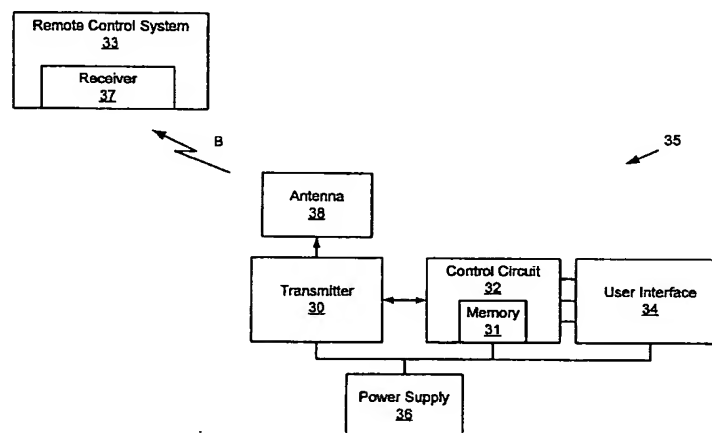 Remote Control System
33
Receiver
37
B
35
Antenna
38
Transmitter
30
Control Circuit
32
Memory
31
User Interface
34
Power Supply
36